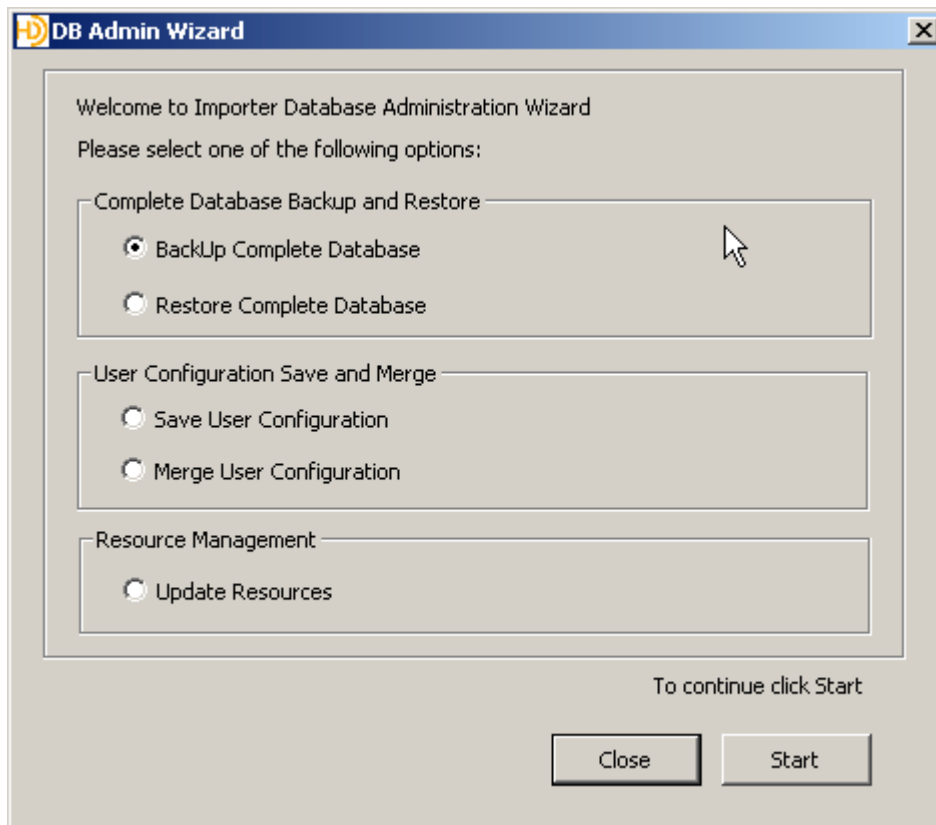 DB Admin Wizard
Welcome to Importer Database Administration Wizard
Please select one of the following options:
Complete Database Backup and Restore
BackUp Complete Database
Restore Complete Database
User Configuration Save and Merge
Save User Configuration
Merge User Configuration
Resource Management
Update Resources
To continue click Start
Close
Start